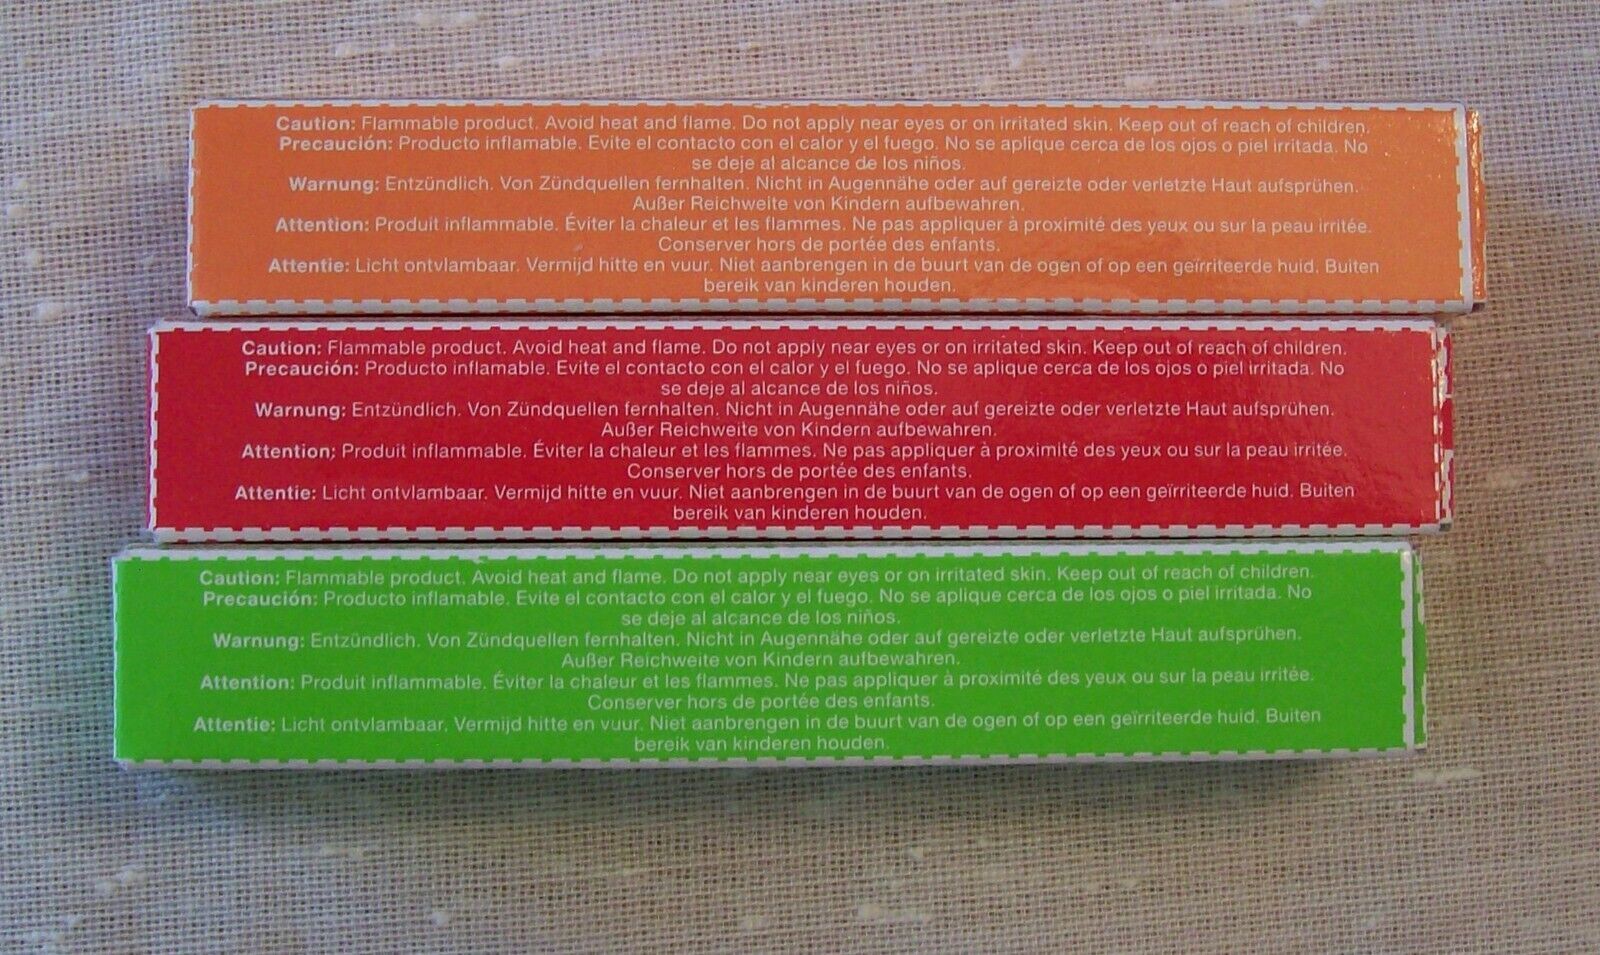 Caution: Flammable product. Avoid heat and flame. Do not apply near eyes or on irritated skin. Keep out of reach of children.
Precaución: Producto inflamable. Evite el contacto con el calor y el fuego. No se aplique cerca de los ojos o piel irritada. No
se deje al alcance de los niños.
Warnung: Entzündlich. Von Zündquellen fernhalten. Nicht in Augennähe oder auf gereizte oder verletzte Haut aufsprühen.
Außer Reichweite von Kindern aufbewahren.
Attention: Produit inflammable. Éviter la chaleur et les flammes. Ne pas appliquer à proximité des yeux ou sur la peau irritée.
Conserver hors de portée des enfants.
Attentie: Licht ontvlambaar. Vermijd hitte en vuur. Niet aanbrengen in de buurt van de ogen of op een geïrriteerde huid. Buiten
bereik van kinderen houden.
Caution: Flammable product. Avoid heat and flame. Do not apply near eyes or on irritated skin. Keep out of reach of children.
Precaución: Producto inflamable. Evite el contacto con el calor y el fuego. No se aplique cerca de los ojos o piel irritada. No
se deje al alcance de los niños.
Warnung: Entzündlich. Von Zündquellen fernhalten. Nicht in Augennähe oder auf gereizte oder verletzte Haut aufsprühen.
Außer Reichweite von Kindern aufbewahren.
Attention: Produit inflammable. Éviter la chaleur et les flammes. Ne pas appliquer à proximité des yeux ou sur la peau irritée.
Conserver hors de portée des enfants.
Attentie: Licht ontvlambaar. Vermijd hitte en vuur. Niet aanbrengen in de buurt van de ogen of op een geïrriteerde huid. Buiten
bereik van kinderen houden.
Caution: Flammable product. Avoid heat and flame. Do not apply near eyes or on irritated skin. Keep out of reach of children.
Precaución: Producto inflamable. Evite el contacto con el calor y el fuego. No se aplique cerca de los ojos o piel irritada. No
se deje al alcance de los niños.
Warnung: Entzündlich. Von Zündquellen fernhalten. Nicht in Augennähe oder auf gereizte oder verletzte Haut aufsprühen.
Außer Reichweite von Kindern aufbewahren.
Attention: Produit inflammable. Éviter la chaleur et les flammes. Ne pas appliquer à proximité des yeux ou sur la peau irritée.
Conserver hors de portée des enfants.
Attentie: Licht ontvlambaar. Vermijd hitte en vuur. Niet aanbrengen in de buurt van de ogen of op een geïrriteerde huid. Buiten
bereik van kinderen houden.